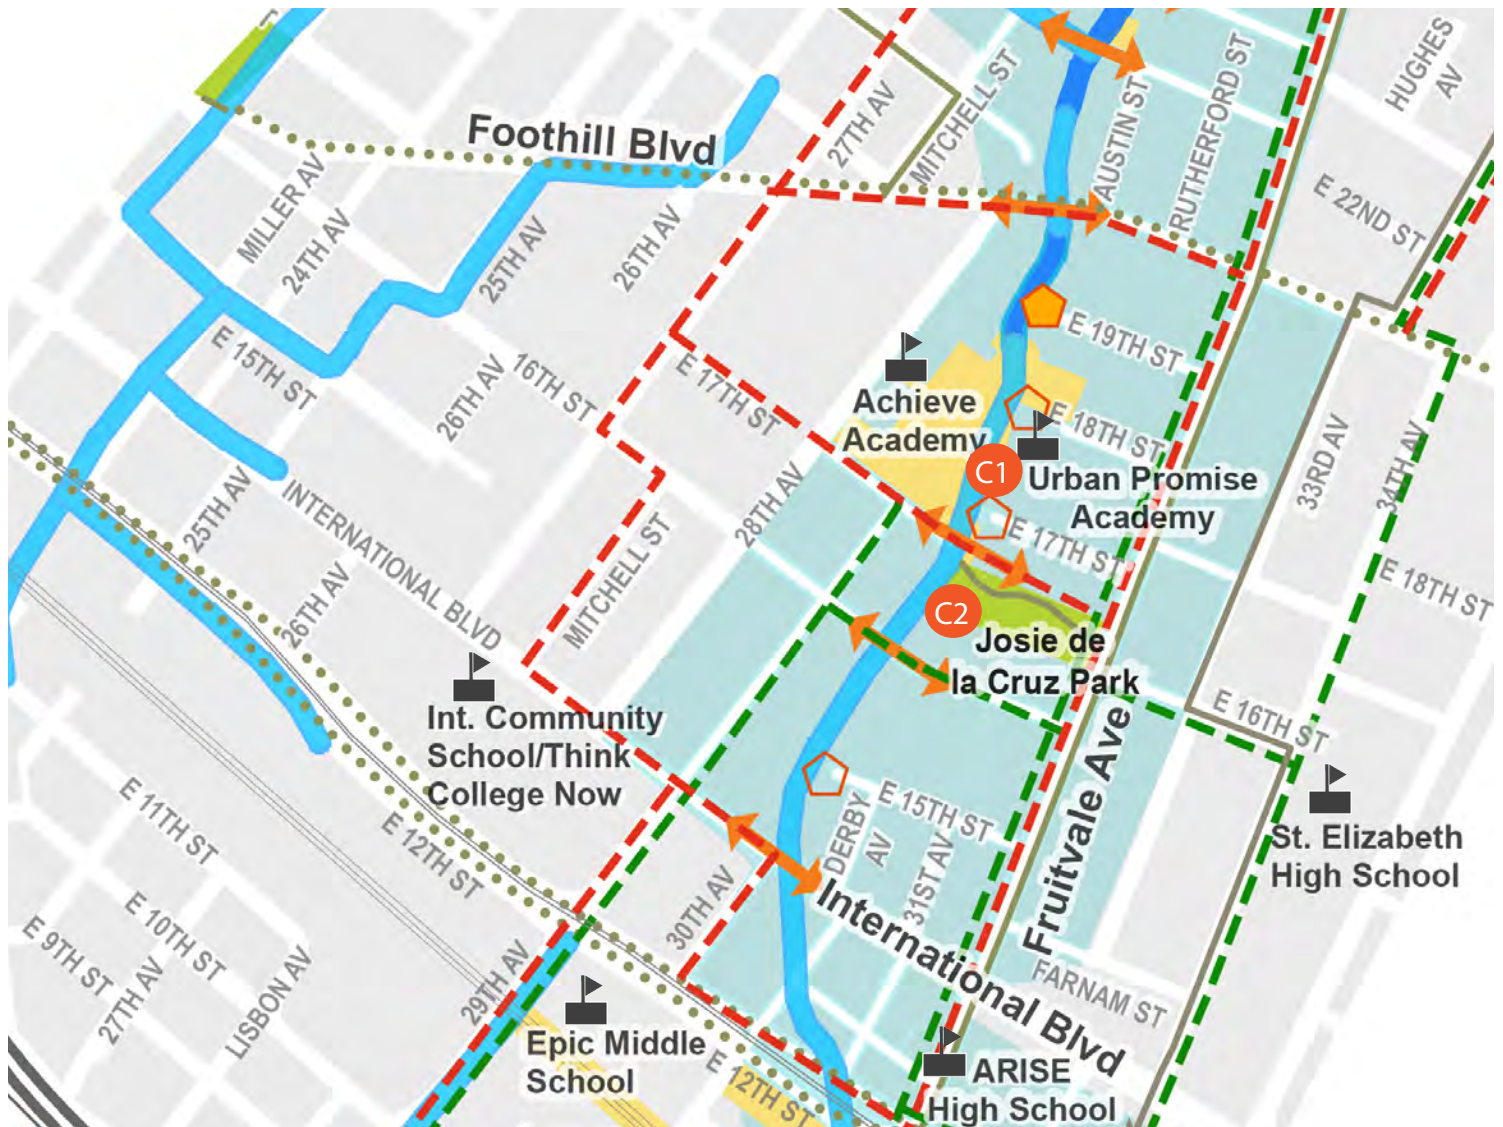 HUGHES
AV
Foothill Blvd
27TH AV
MITCHELL ST
AUSTIN ST
RUTHERFORD ST
E 22ND ST
MILLER AV
24TH AV
25TH AV
26TH AV
E 19TH ST
E 15TH ST
26TH AV
16TH ST
E 17TH ST
Achieve
Academy
E 18TH ST
C1
Urban Promise
Academy
33RD AV
34TH AV
25TH AV
INTERNATIONAL BLVD
28TH AV
E 17TH ST
E 18TH ST
26TH AV
MITCHELL ST
C2
Josie de
la Cruz Park
E 16TH ST
Int. Community
School/Think
College Now
Fruitvale Ave
E 11TH ST
E 12TH ST
DERBY
AV
E 15TH ST
31ST AV
St. Elizabeth
High School
E 10TH ST
E 9TH ST
27TH AV
LISBON AV
29TH AV
30TH AV
International Blvd
FARNAM ST
Epic Middle
School
E 12TH ST
ARISE
High School